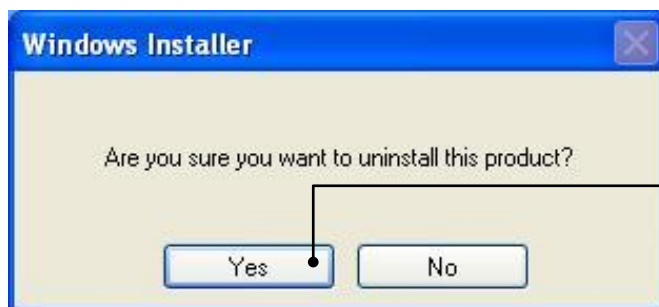 Windows Installer
Are you sure you want to uninstall this product?
Yes
No